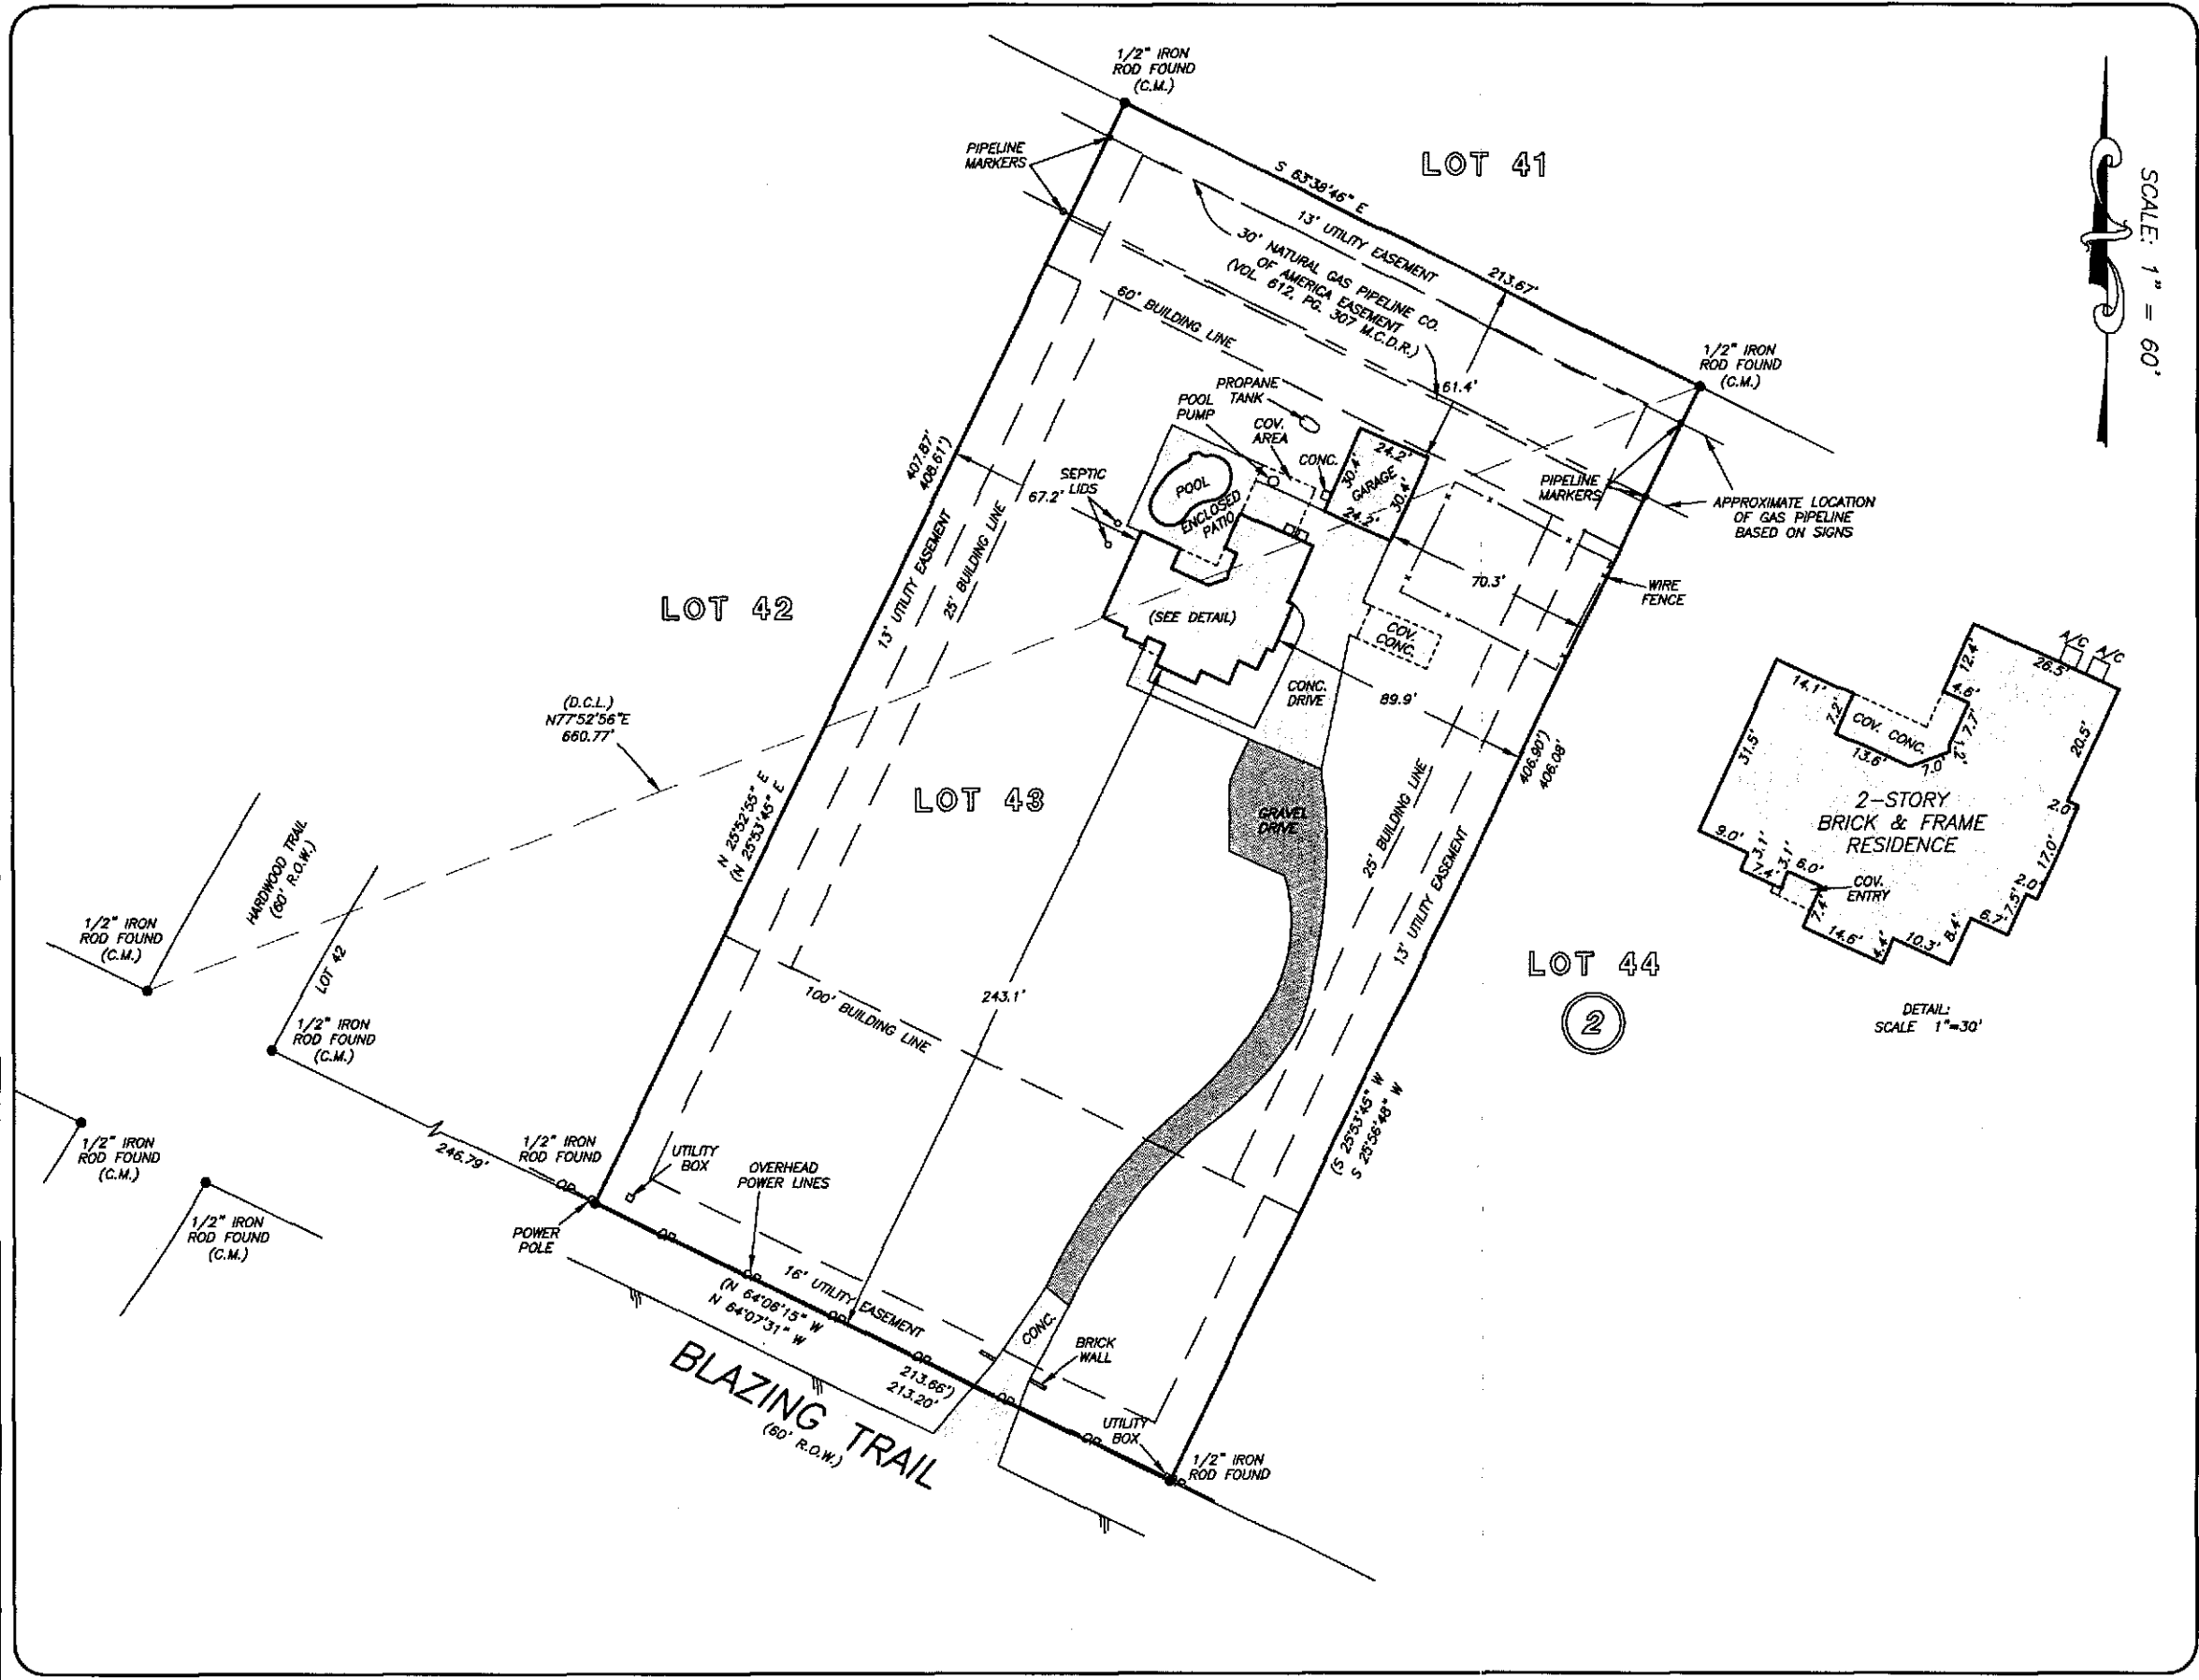 1/2" IRON
ROD FOUND
(C.M.)
SCALE: 1" = 60'
PIPELINE
MARKERS
LOT 41
S 63°38'46" E
213.67'
13' UTILITY EASEMENT
30' NATURAL GAS PIPELINE CO.
OF AMERICA EASEMENT
(VOL. 612, PG. 307 M.C.D.R.)
60' BUILDING LINE
61.4'
1/2" IRON
ROD FOUND
(C.M.)
PROPANE
TANK
POOL
PUMP
COV.
AREA
CONC.
24.2'
30.4'
GARAGE
30.4'
24.2'
407.87'
408.61')
SEPTIC
LIDS
67.2'
POOL
ENCLOSED
PATIO
PIPELINE
MARKERS
APPROXIMATE LOCATION
OF GAS PIPELINE
BASED ON SIGNS
70.3'
WIRE
FENCE
13' UTILITY EASEMENT
25' BUILDING LINE
LOT 42
(SEE DETAIL)
COV.
CONC.
CONC.
DRIVE
89.9'
(D.C.L.)
N77°52'56"E
660.77'
406.90')
406.08'
A/C
A/C
12.4'
26.5'
14.1'
4.6'
7.2'
COV. CONC.
7.7'
1.2'
31.5'
13.6'
7.0'
20.5'
2-STORY
BRICK & FRAME
RESIDENCE
2.0'
9.0'
3.1'
3.1'
6.0'
17.0'
7.4'
COV.
ENTRY
2.0'
7.4'
7.5'
6.7'
14.6'
4.4'
10.3'
8.4'
DETAIL:
SCALE 1"=30'
LOT 43
GRAVEL
DRIVE
N 25°52'55" E
(N 25°53'45" E
25' BUILDING LINE
13' UTILITY EASEMENT
HARDWOOD TRAIL
(60' R.O.W.)
1/2" IRON
ROD FOUND
(C.M.)
LOT 42
LOT 44
2
243.1'
100' BUILDING LINE
1/2" IRON
ROD FOUND
(C.M.)
(S 25°53'45" W
S 25°56'48" W
1/2" IRON
ROD FOUND
(C.M.)
246.79'
1/2" IRON
ROD FOUND
UTILITY
BOX
OVERHEAD
POWER LINES
1/2" IRON
ROD FOUND
(C.M.)
POWER
POLE
OP
OP
OP
OP
OP
OP
OP
16' UTILITY EASEMENT
(N 64°06'15" W
N 64°07'31" W
213.66')
213.20'
CONC.
BRICK
WALL
BLAZING TRAIL
(60' R.O.W.)
UTILITY
BOX
1/2" IRON
ROD FOUND